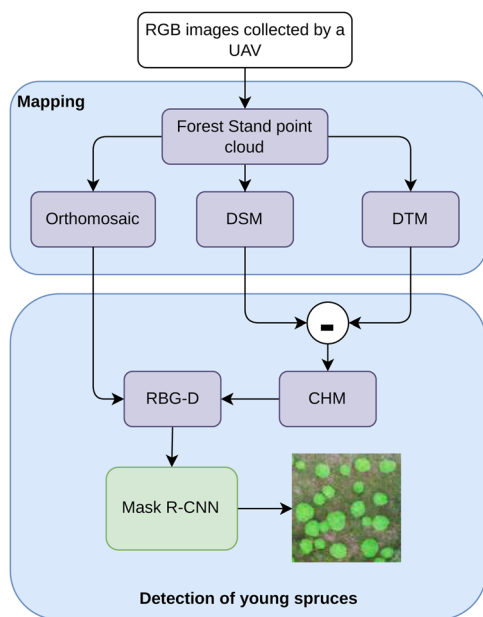 RGB images collected by a
UAV
Mapping
Forest Stand point
cloud
Orthomosaic
DSM
DTM
-
RBG-D
CHM
Mask R-CNN
Detection of young spruces